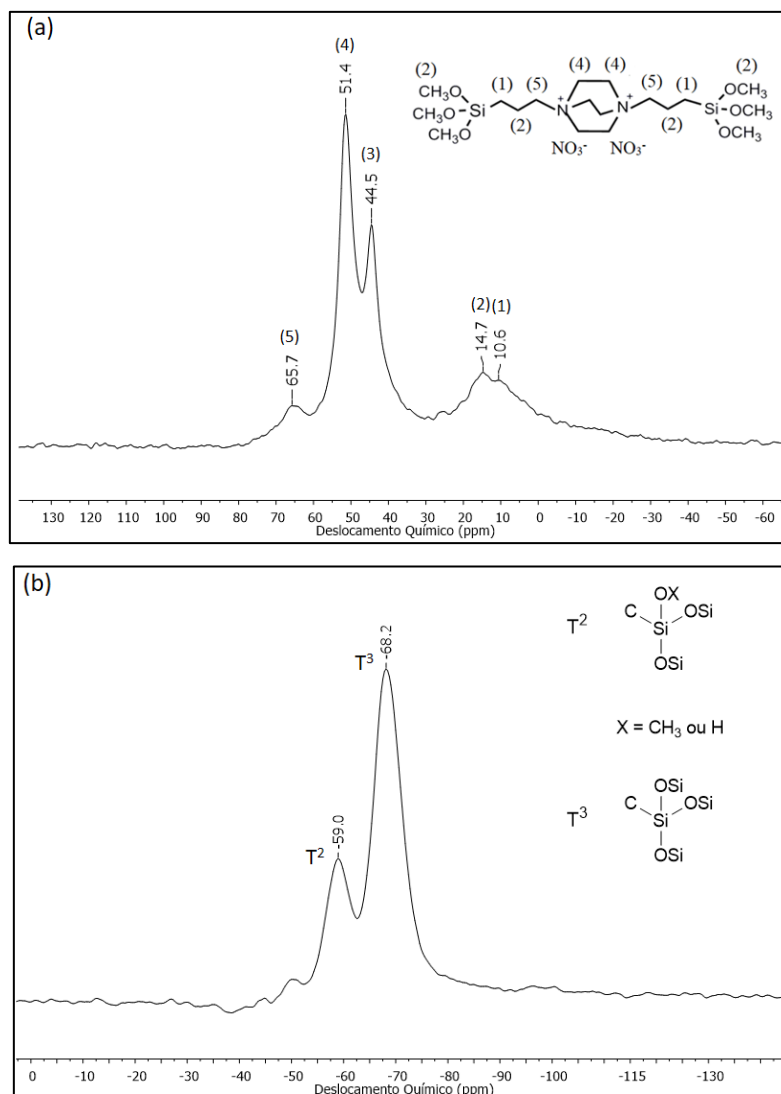 (a)
(4)
51.4
(3)
44.5
(5)
65.7
(2) (1)
14.7
10.6
(2) (4) (4) (2)
CH₃O (1) (5) (5) (1) OCH₃
CH₃O Si N⁺ N⁺ Si OCH₃
CH₃O (2) (2) OCH₃
NO₃⁻ NO₃⁻
130 120 110 100 90 80 70 60 50 40 30 20 10 0 -10 -20 -30 -40 -50 -60
Deslocamento Químico (ppm)
(b)
T³
-68.2
T²
-59.0
OX
T² C Si OSi
OSi
X = CH₃ ou H
OSi
T³ C Si OSi
OSi
0 -10 -20 -30 -40 -50 -60 -70 -80 -90 -100 -115 -130
Deslocamento Químico (ppm)